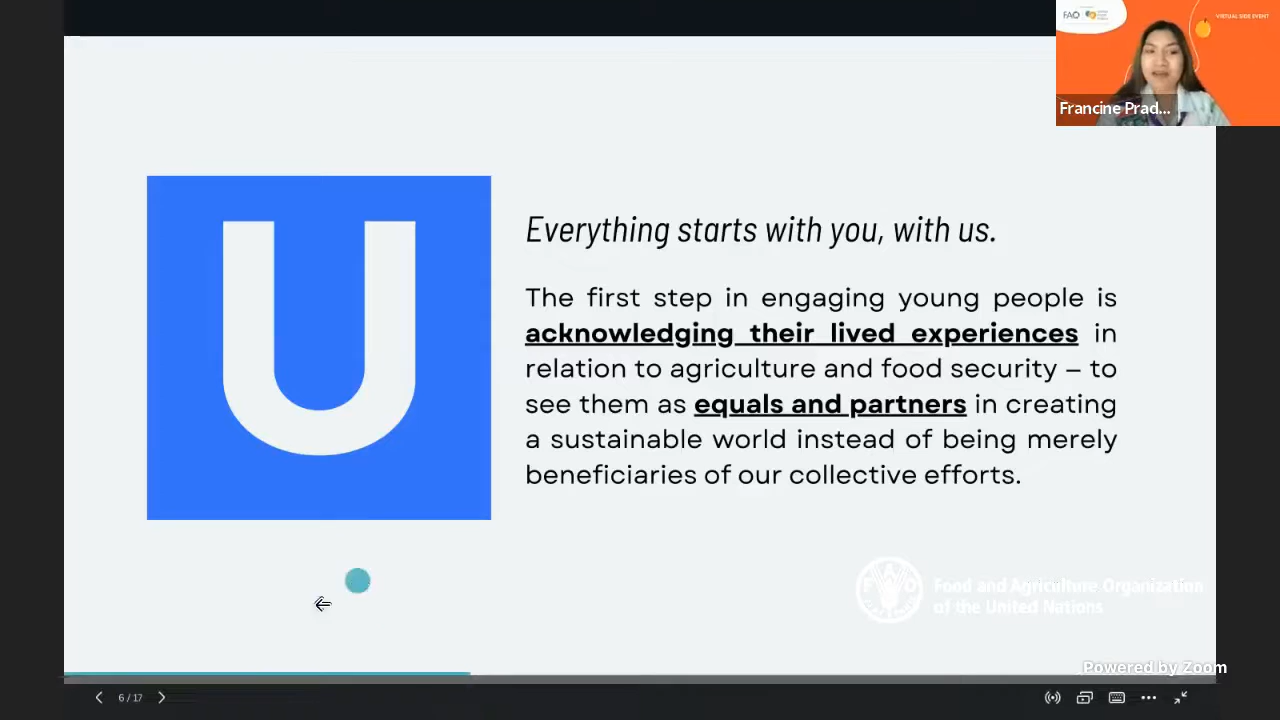 FAO
VIRTUAL SIDE EVENT
Francine Prad...
U
Everything starts with you, with us.
The first step in engaging young people is
acknowledging their lived experiences in
relation to agriculture and food security – to
see them as equals and partners in creating
a sustainable world instead of being merely
beneficiaries of our collective efforts.
Food and Agriculture Organization
of the United Nations
Powered by Zoom
6 / 17